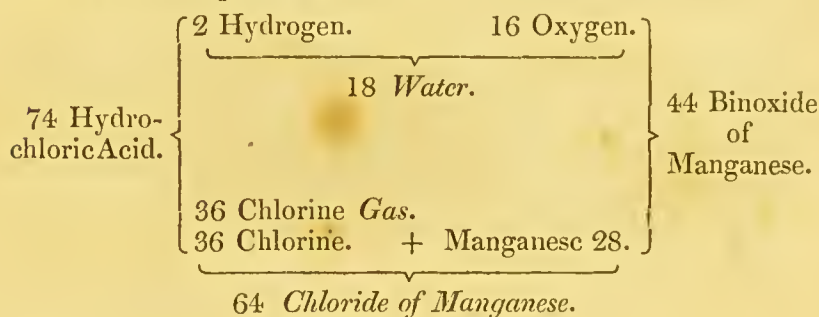 2 Hydrogen. 16 Oxygen.
18 Water.
74 Hydro-
chloric Acid.
44 Binoxide
of
Manganese.
36 Chlorine Gas.
36 Chlorine. + Manganese 28.
64 Chloride of Manganese.